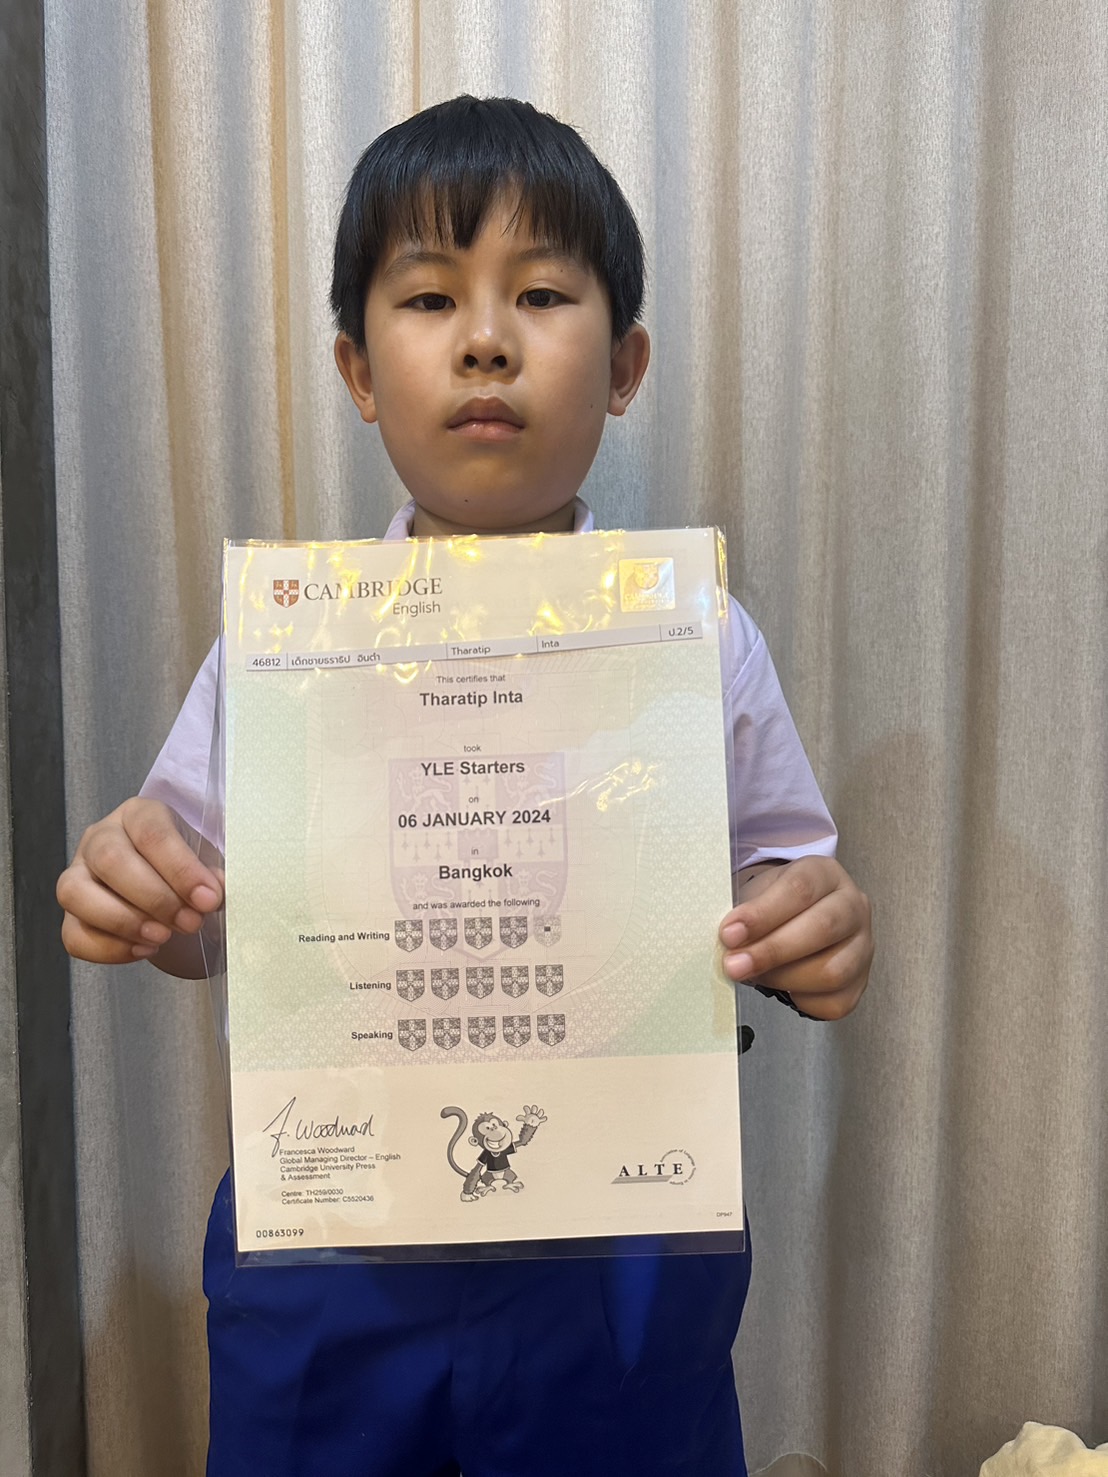 CAMBRIDGE
English
46812 เด็กชายธราธิป อินต๊ำ Tharatip Inta ป.2/5
This certifies that
Tharatip Inta
took
YLE Starters
on
06 JANUARY 2024
in
Bangkok
and was awarded the following
Reading and Writing
Listening
Speaking
F. Woodward
Francesca Woodward
Global Managing Director – English
Cambridge University Press
& Assessment
Centre: TH259/0030
Certificate Number: C5520436
00863099
ALTE
DP947